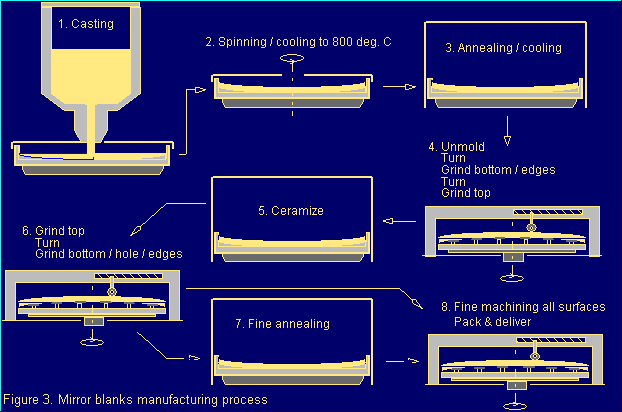 1. Casting
2. Spinning / cooling to 800 deg. C
3. Annealing / cooling
4. Unmold
Turn
Grind bottom / edges
Turn
Grind top
5. Ceramize
6. Grind top
Turn
Grind bottom / hole / edges
7. Fine annealing
8. Fine machining all surfaces
Pack & deliver
Figure 3. Mirror blanks manufacturing process